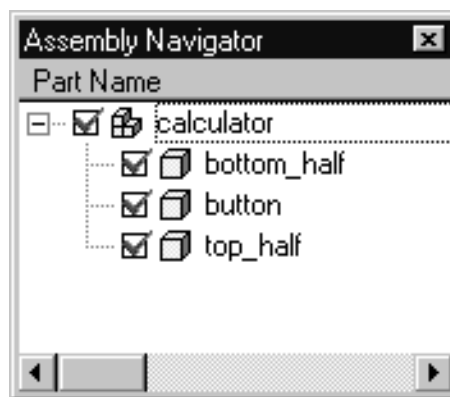 Assembly Navigator
Part Name
calculator
bottom_half
button
top_half